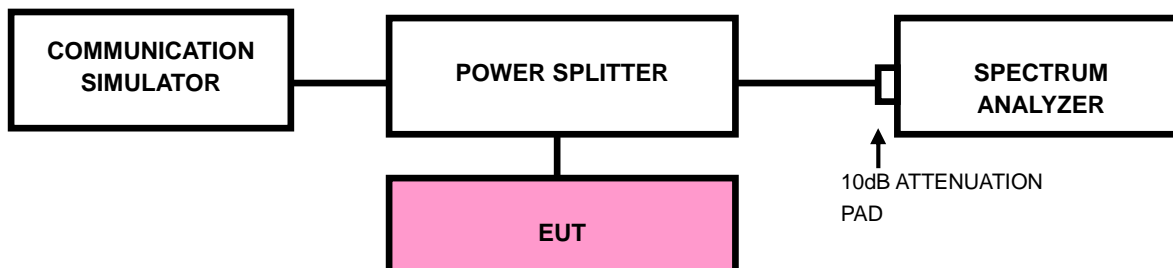 COMMUNICATION
SIMULATOR
POWER SPLITTER
SPECTRUM
ANALYZER
10dB ATTENUATION
PAD
EUT